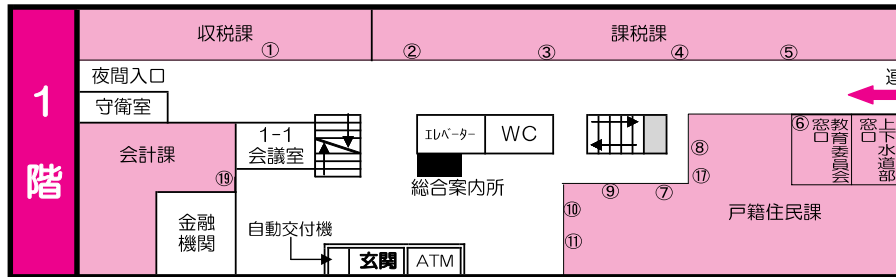 1
階
収税課
①
②
③
課税課
④
⑤
夜間入口
守衛室
連
会計課
⑲
1-1
会議室
エレベーター
WC
総合案内所
⑥
教育委員会
窓口
上下水道部
窓口
⑧
⑰
⑨
⑦
⑩
⑪
戸籍住民課
金融
機関
自動交付機
玄関
ATM